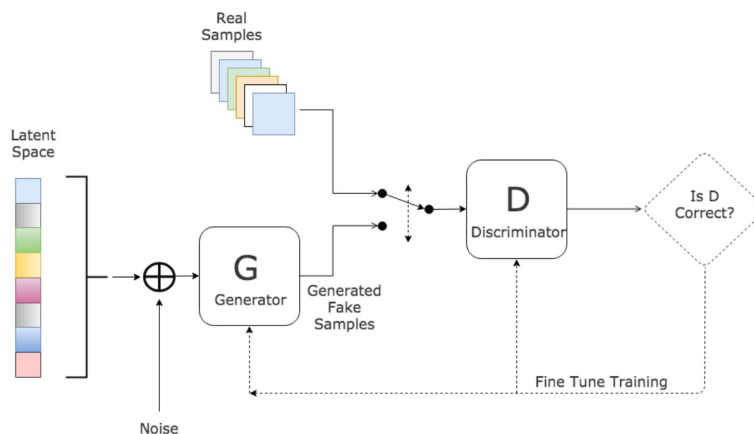 Real
Samples
Latent
Space
D
Discriminator
Is D
Correct?
G
Generator
Generated
Fake
Samples
Fine Tune Training
Noise